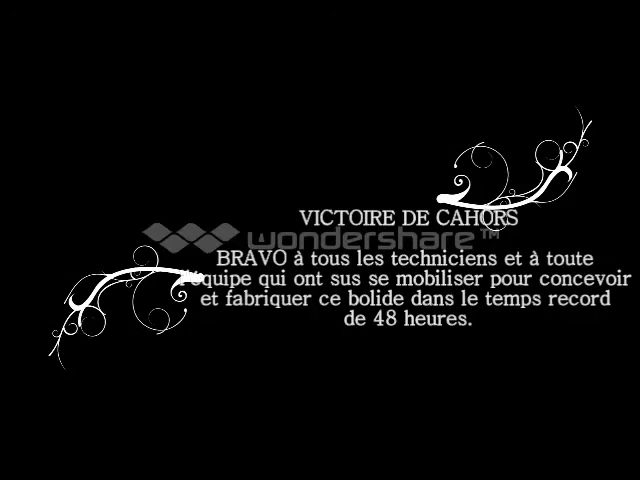 VICTOIRE DE CAHORS
wondershare™
BRAVO à tous les techniciens et à toute
l'équipe qui ont sus se mobiliser pour concevoir
et fabriquer ce bolide dans le temps record
de 48 heures.